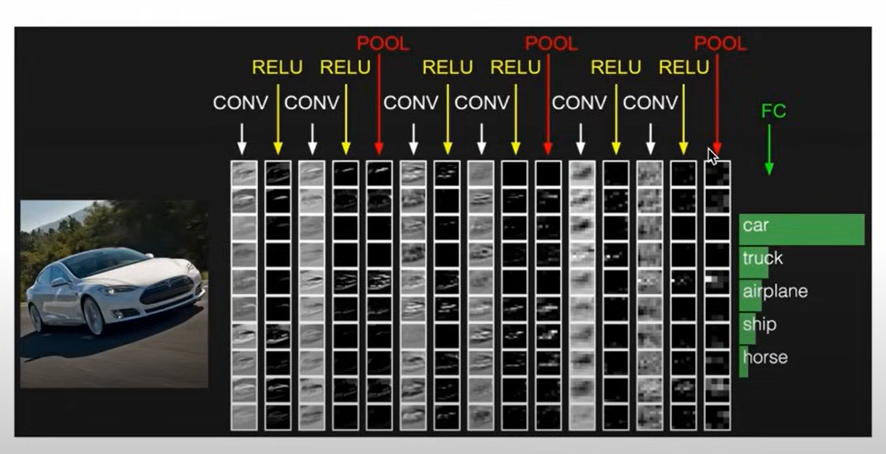 POOL POOL POOL
RELU RELU RELU RELU RELU RELU
CONV CONV CONV CONV CONV CONV
FC
car
truck
airplane
ship
horse